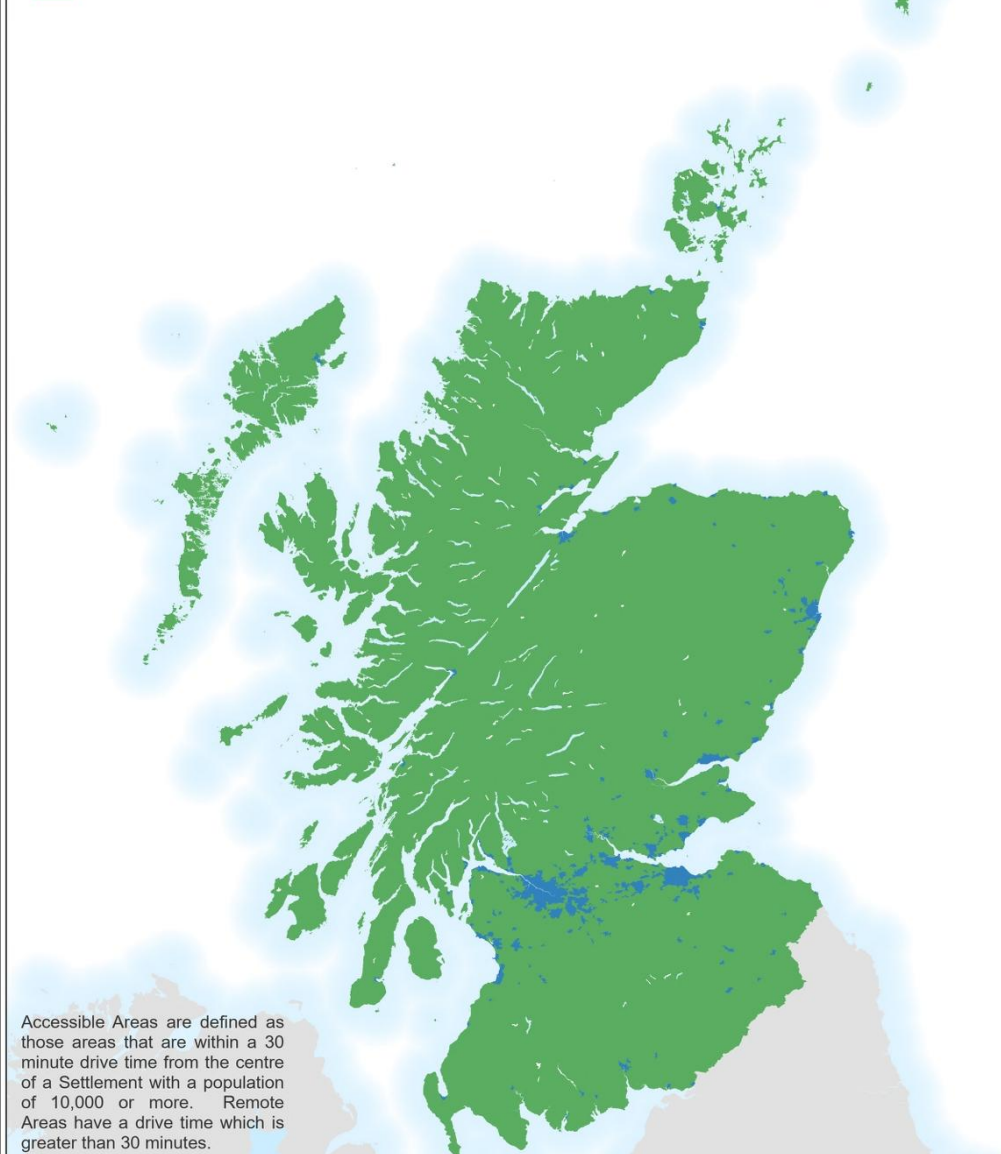 Accessible Areas are defined as
those areas that are within a 30
minute drive time from the centre
of a Settlement with a population
of 10,000 or more. Remote
Areas have a drive time which is
greater than 30 minutes.